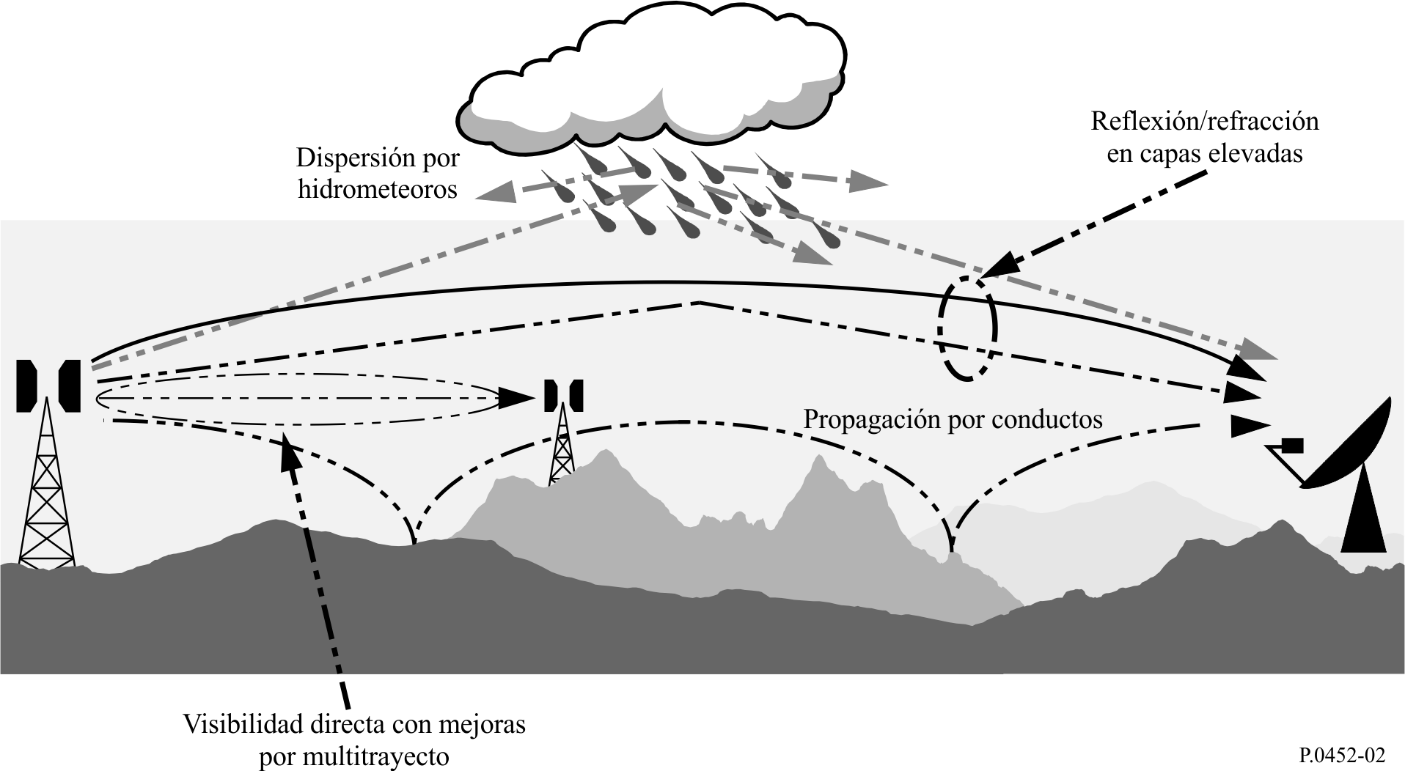 Reflexión/refracción
en capas elevadas
Dispersión por
hidrometeoros
Propagación por conductos
Visibilidad directa con mejoras
por multitrayecto
P.0452-02